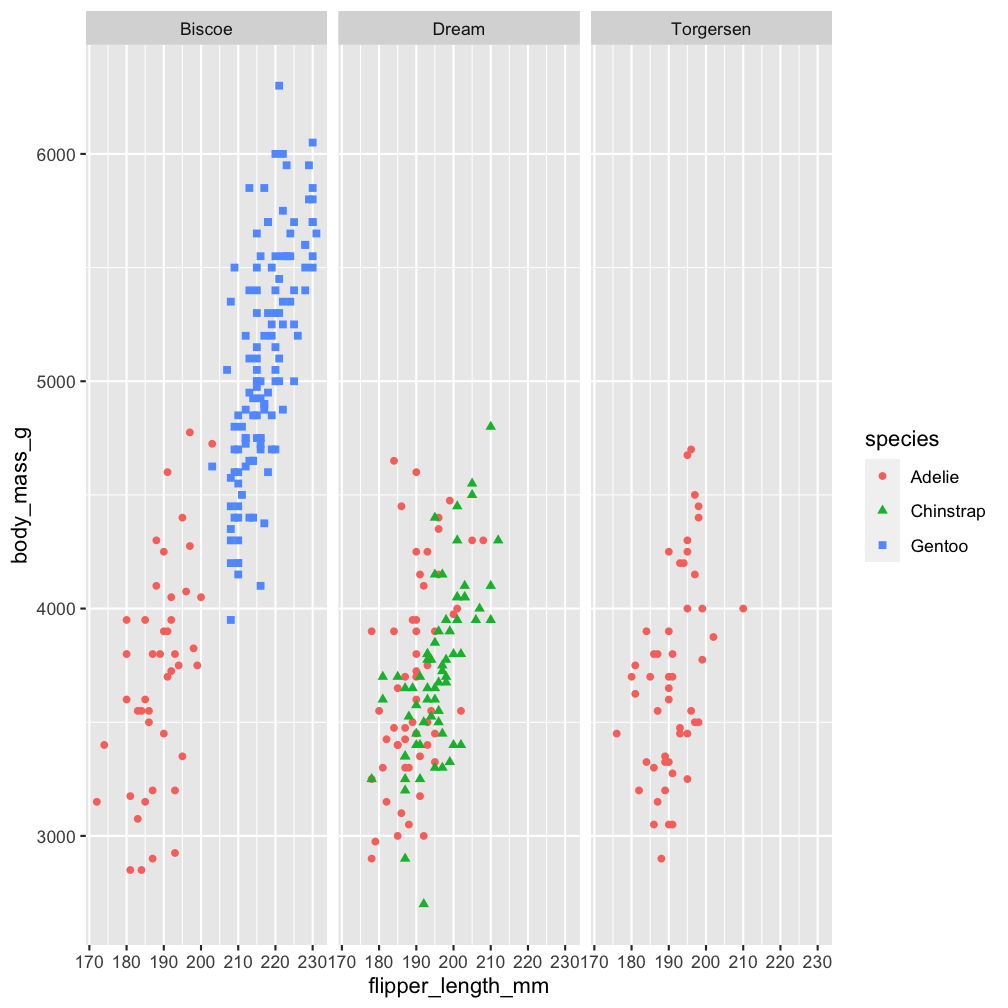 Biscoe Dream Torgersen
6000
5000
4000
3000
body_mass_g
170 180 190 200 210 220 230 170 180 190 200 210 220 230 170 180 190 200 210 220 230
flipper_length_mm
species
Adelie
Chinstrap
Gentoo